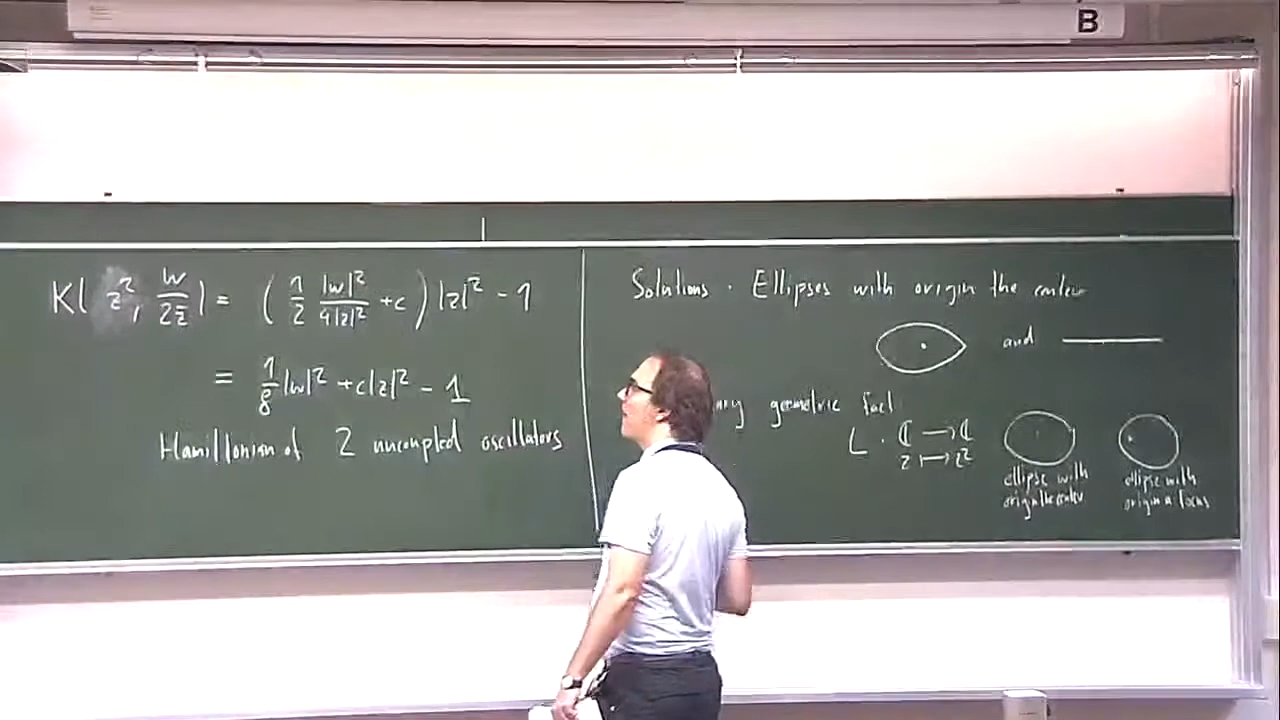 B
K( z², w/2z̄ ) = ( 1/2 |w|²/4|z|² + c ) |z|² - 1
= 1/8 |w|² + c|z|² - 1
Hamiltonian of 2 uncoupled oscillators
Solutions . Ellipses with origin the center
and
geometric fact
L . ℂ → ℂ
z ↦ z²
ellipse with
origin the center
ellipse with
origin a focus